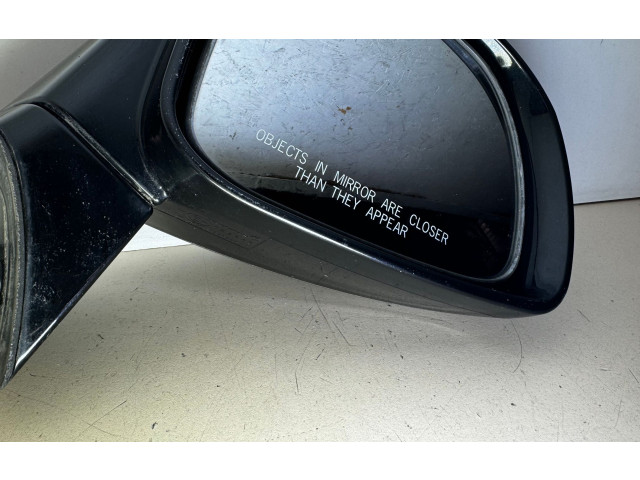 OBJECTS IN MIRROR ARE CLOSER
THAN THEY APPEAR